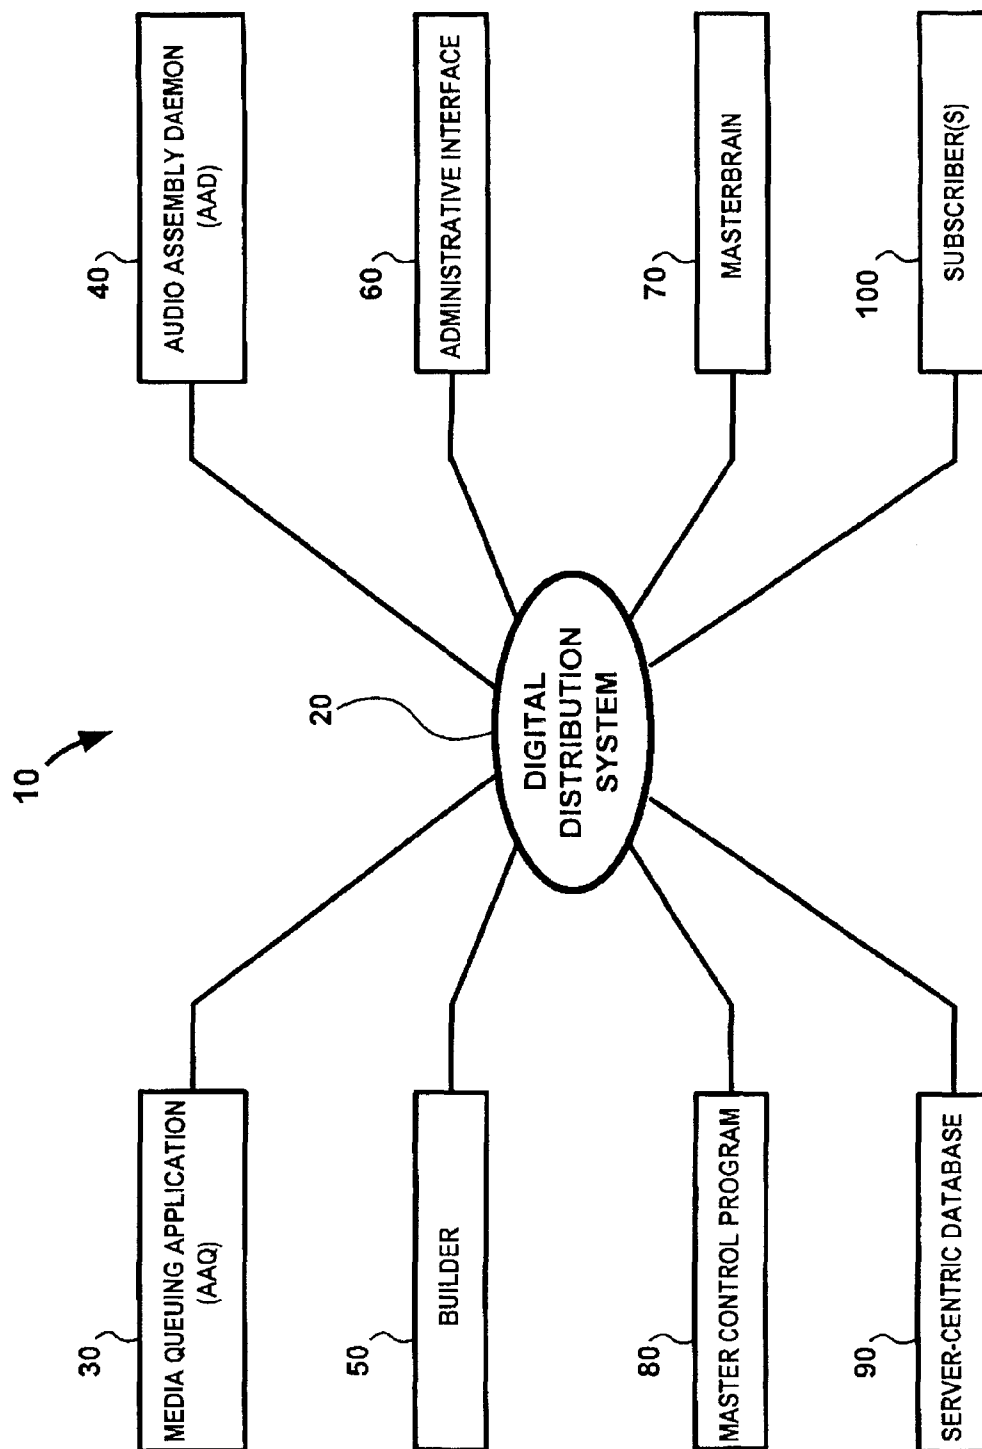 10
30
MEDIA QUEUING APPLICATION
(AAQ)
40
AUDIO ASSEMBLY DAEMON
(AAD)
50
BUILDER
20
DIGITAL
DISTRIBUTION
SYSTEM
60
ADMINISTRATIVE INTERFACE
80
MASTER CONTROL PROGRAM
70
MASTERBRAIN
90
SERVER-CENTRIC DATABASE
100
SUBSCRIBER(S)